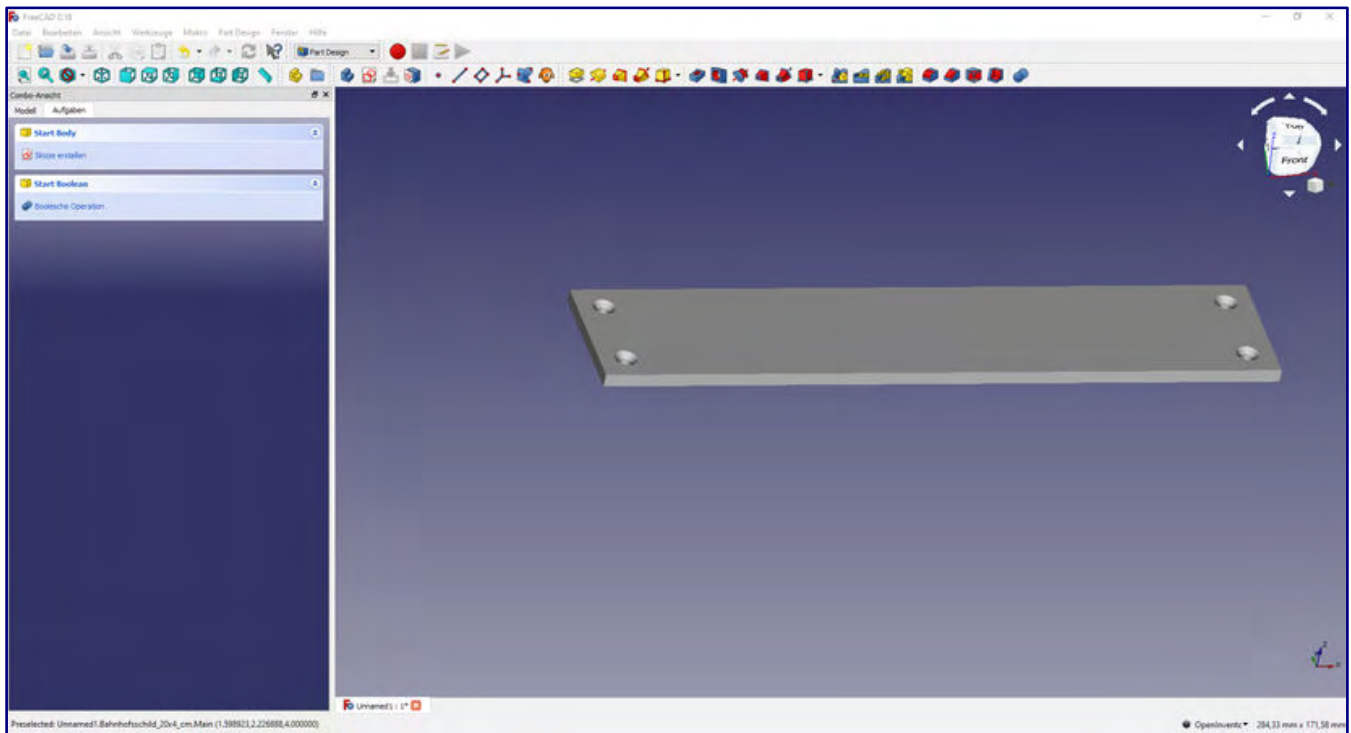 FreeCAD 0.18
Datei Bearbeiten Ansicht Werkzeuge Makro Part Design Fenster Hilfe
Part Design
Combo-Ansicht
Modell Aufgaben
Start Body
Skizze erstellen
Start Boolean
Boolesche Operation
Front
Z
X
Unnamed1 : 1*
Preselected: Unnamed1.Bahnhofsschild_20x4_cm.Main (1.598923,2.226888,4.000000)
OpenInvento 284,33 mm x 171,58 mm